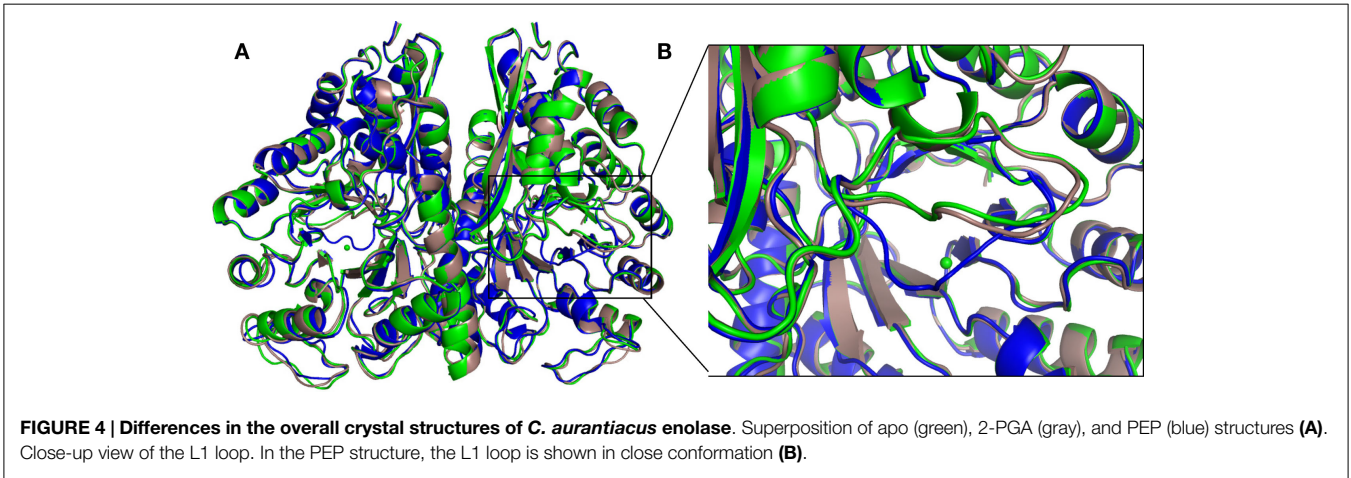 A
B
FIGURE 4 | Differences in the overall crystal structures of C. aurantiacus enolase. Superposition of apo (green), 2-PGA (gray), and PEP (blue) structures (A).
Close-up view of the L1 loop. In the PEP structure, the L1 loop is shown in close conformation (B).